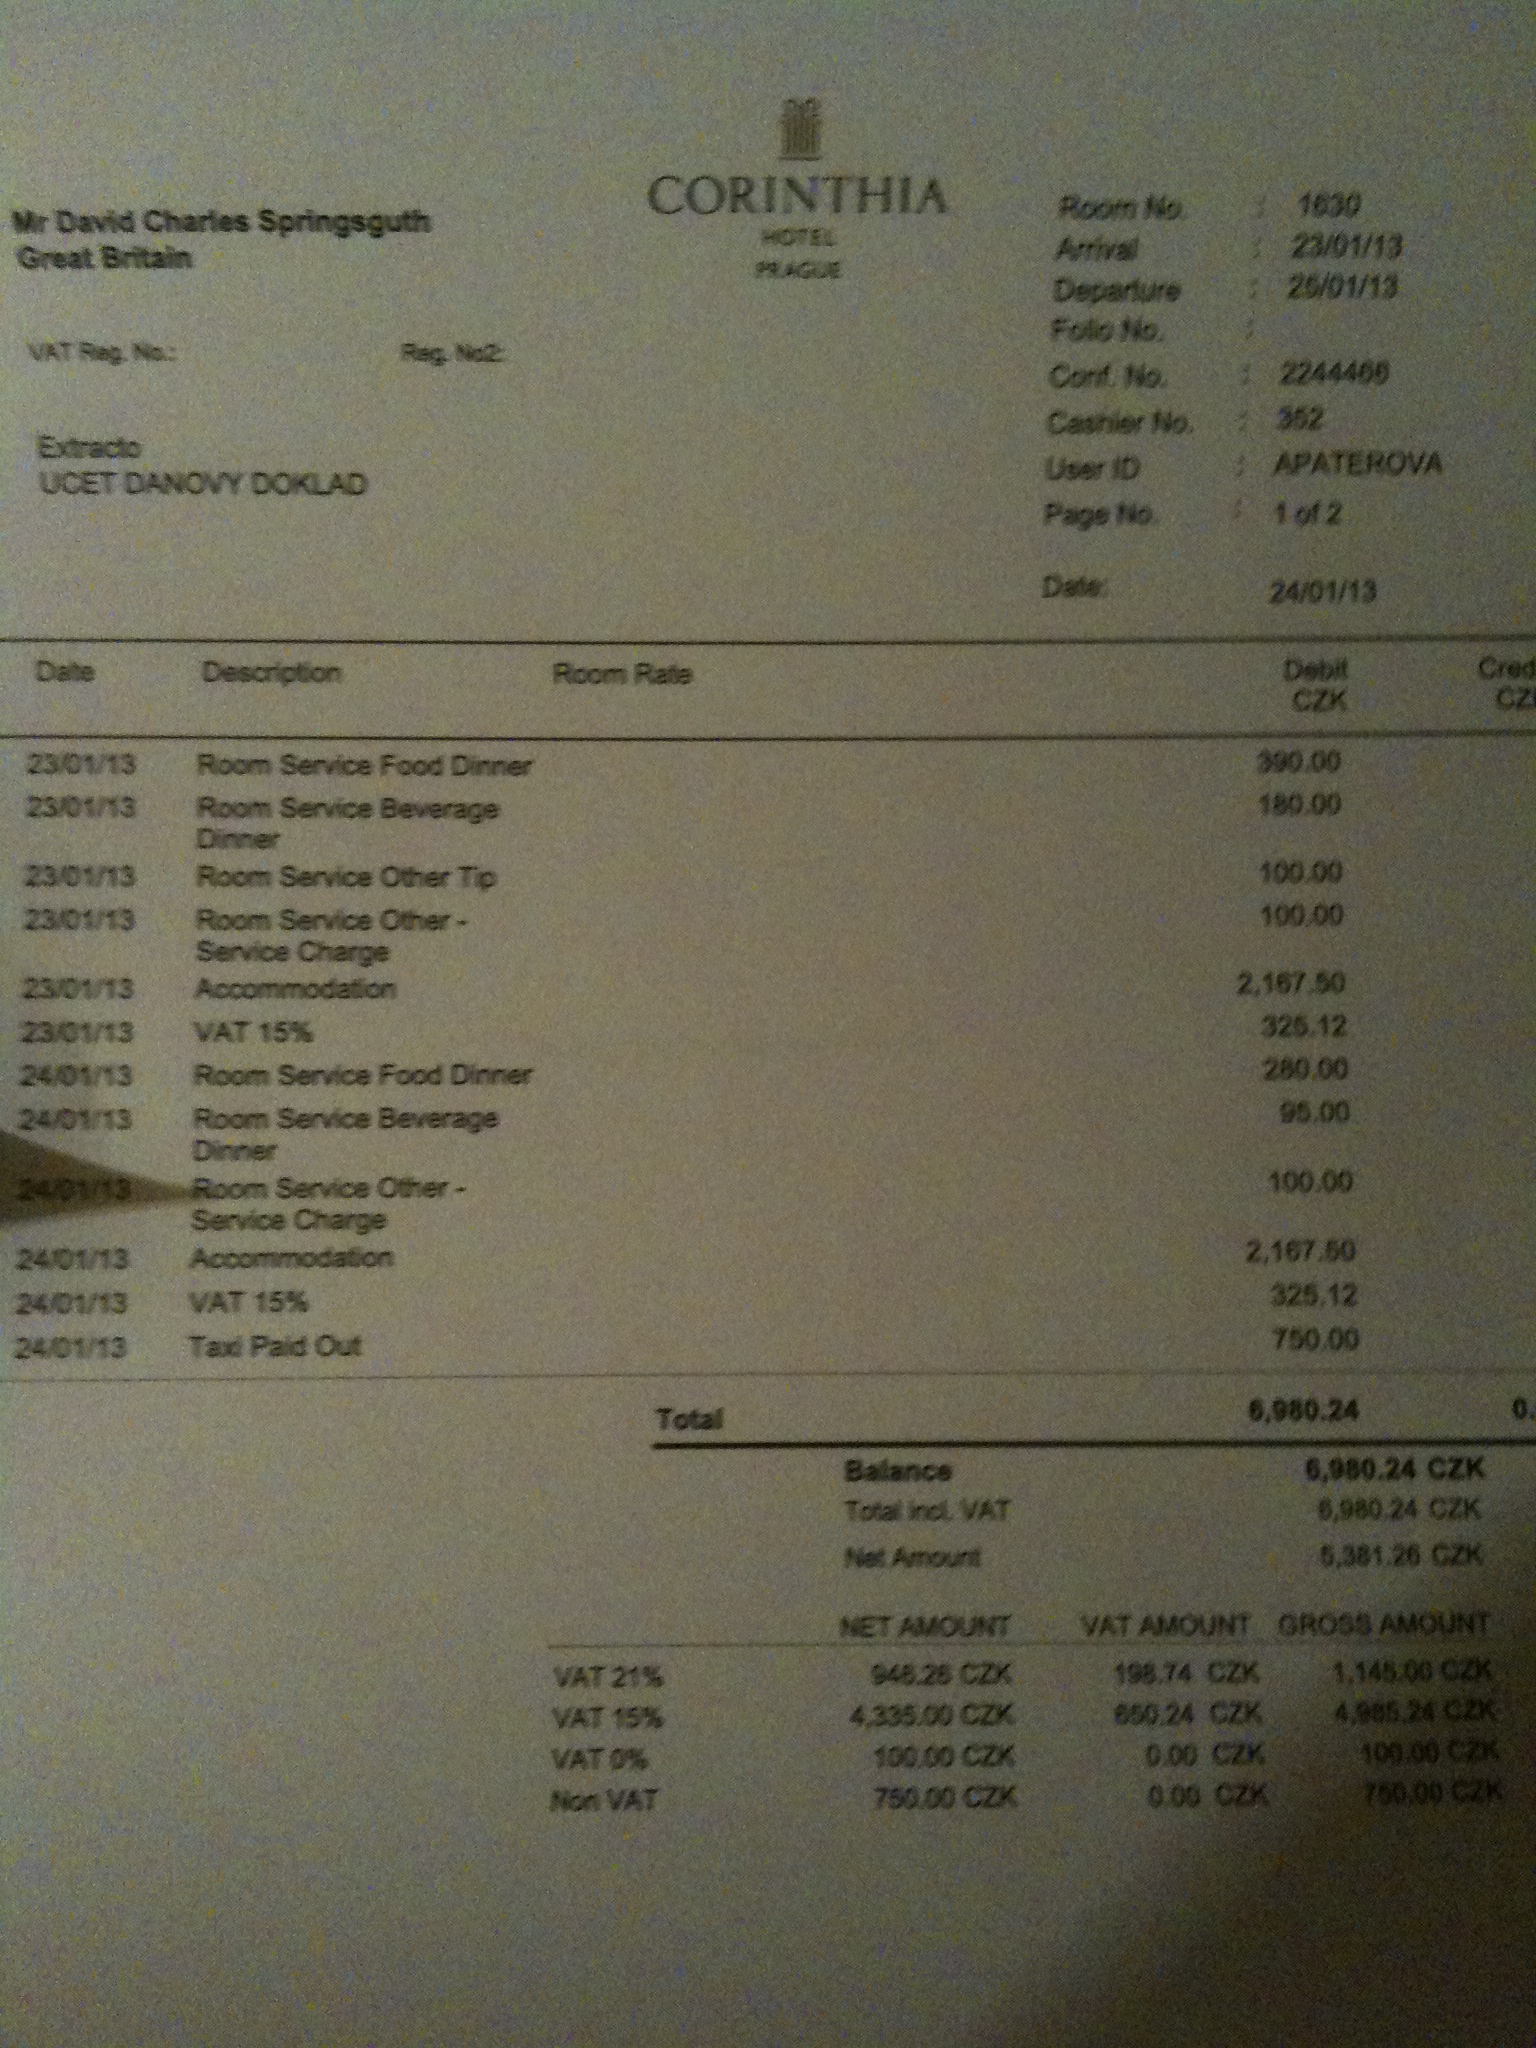 CORINTHIA
HOTEL
PRAGUE
Mr David Charles Springsguth
Great Britain
VAT Reg. No.: Reg. No2:
Extracto
UCET DANOVY DOKLAD
Room No. : 1630
Arrival : 23/01/13
Departure : 25/01/13
Folio No. :
Conf. No. : 2244466
Cashier No. : 352
User ID : APATEROVA
Page No. : 1 of 2
Date: 24/01/13
Date Description Room Rate Debit Cred
CZK CZ
23/01/13 Room Service Food Dinner 390.00
23/01/13 Room Service Beverage 180.00
Dinner
23/01/13 Room Service Other Tip 100.00
23/01/13 Room Service Other - 100.00
Service Charge
23/01/13 Accommodation 2,167.50
23/01/13 VAT 15% 325.12
24/01/13 Room Service Food Dinner 280.00
24/01/13 Room Service Beverage 95.00
Dinner
24/01/13 Room Service Other - 100.00
Service Charge
24/01/13 Accommodation 2,167.50
24/01/13 VAT 15% 325.12
24/01/13 Taxi Paid Out 750.00
Total 6,980.24 0.
Balance 6,980.24 CZK
Total incl. VAT 6,980.24 CZK
Net Amount 5,381.26 CZK
NET AMOUNT VAT AMOUNT GROSS AMOUNT
VAT 21% 946.26 CZK 198.74 CZK 1,145.00 CZK
VAT 15% 4,335.00 CZK 650.24 CZK 4,985.24 CZK
VAT 0% 100.00 CZK 0.00 CZK 100.00 CZK
Non VAT 750.00 CZK 0.00 CZK 750.00 CZK